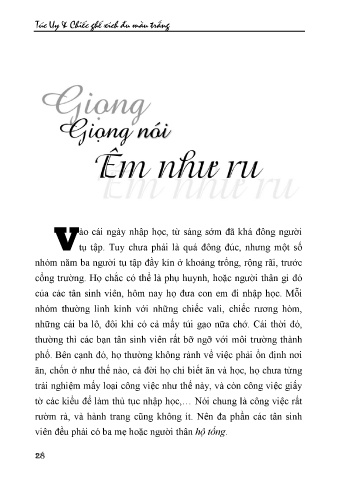 Túc Uy & Chiếc ghế xích đu màu trắng
Giọng
Giọng nói
Êm như ru
Êm như ru
Vào cái ngày nhập học, từ sáng sớm đã khá đông người
tụ tập. Tuy chưa phải là quá đông đúc, nhưng một số
nhóm năm ba người tụ tập đầy kín ở khoảng trống, rộng rãi, trước
cổng trường. Họ chắc có thể là phụ huynh, hoặc người thân gì đó
của các tân sinh viên, hôm nay họ đưa con em đi nhập học. Mỗi
nhóm thường linh kính với những chiếc vali, chiếc rương hòm,
những cái ba lô, đôi khi có cả mấy túi gạo nữa chớ. Cái thời đó,
thường thì các bạn tân sinh viên rất bỡ ngỡ với môi trường thành
phố. Bên cạnh đó, họ thường không rành về việc phải ổn định nơi
ăn, chốn ở như thế nào, cả đời họ chỉ biết ăn và học, họ chưa từng
trải nghiệm mấy loại công việc như thế này, và còn công việc giấy
tờ các kiểu để làm thủ tục nhập học,… Nói chung là công việc rất
rườm rà, và hành trang cũng không ít. Nên đa phần các tân sinh
viên đều phải có ba mẹ hoặc người thân hộ tống.
28